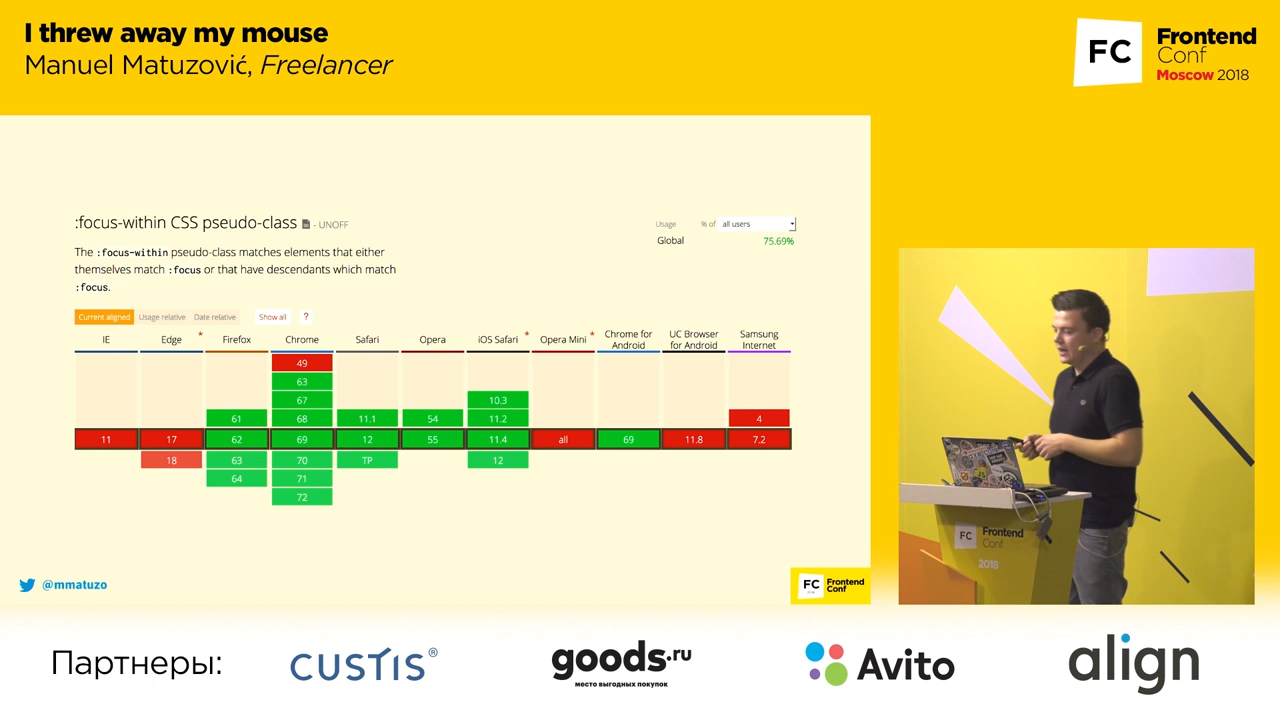 I threw away my mouse
Manuel Matuzović, Freelancer
FC
Frontend
Conf
Moscow 2018
:focus-within CSS pseudo-class - UNOFF
The :focus-within pseudo-class matches elements that either
themselves match :focus or that have descendants which match
:focus.
Usage % of all users
Global 75.69%
Current aligned Usage relative Date relative Show all ?
IE Edge * Firefox Chrome Safari Opera iOS Safari * Opera Mini * Chrome for Android UC Browser for Android Samsung Internet
49
63
67 10.3
61 68 11.1 54 11.2 4
11 17 62 69 12 55 11.4 all 69 11.8 7.2
18 63 70 TP 12
64 71
72
@mmatuzo
FC
Frontend
Conf
FC
Frontend
Conf
2018
Партнеры:
CUSTIS®
goods.ru
место выгодных покупок
Avito
align